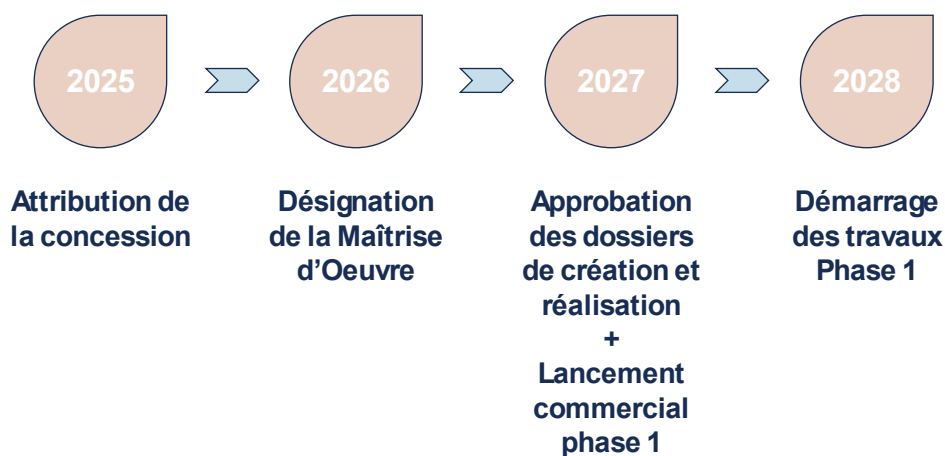 2025
Attribution de
la concession
2026
Désignation
de la Maîtrise
d'Oeuvre
2027
Approbation
des dossiers
de création et
réalisation
+
Lancement
commercial
phase 1
2028
Démarrage
des travaux
Phase 1